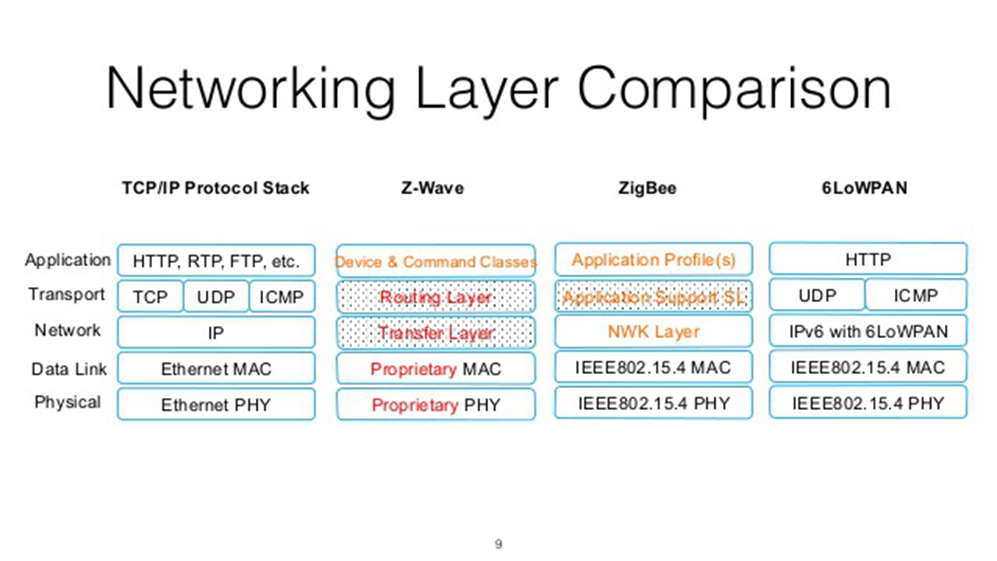 Networking Layer Comparison
TCP/IP Protocol Stack Z-Wave ZigBee 6LoWPAN
Application HTTP, RTP, FTP, etc. Device & Command Classes Application Profile(s) HTTP
Transport TCP UDP ICMP Routing Layer Application Support SL UDP ICMP
Network IP Transfer Layer NWK Layer IPv6 with 6LoWPAN
Data Link Ethernet MAC Proprietary MAC IEEE802.15.4 MAC IEEE802.15.4 MAC
Physical Ethernet PHY Proprietary PHY IEEE802.15.4 PHY IEEE802.15.4 PHY
9